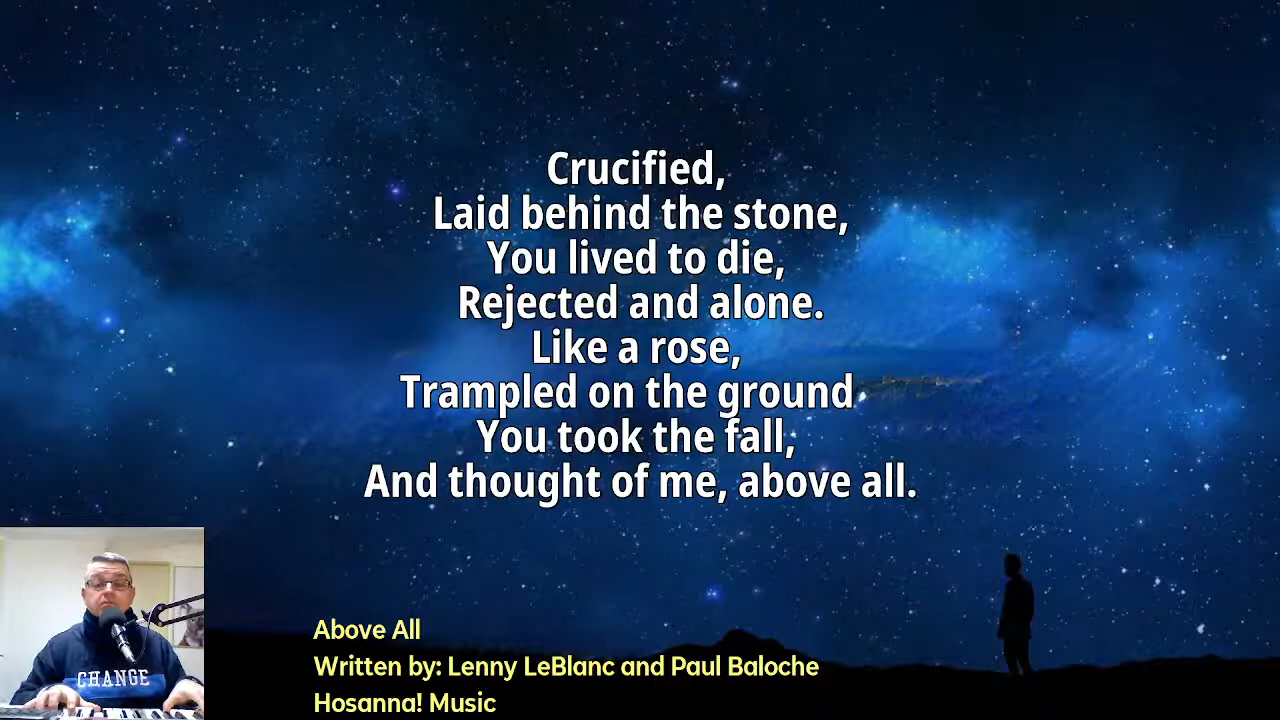 Crucified,
Laid behind the stone,
You lived to die,
Rejected and alone.
Like a rose,
Trampled on the ground
You took the fall,
And thought of me, above all.
CHANGE
Above All
Written by: Lenny LeBlanc and Paul Baloche
Hosanna! Music